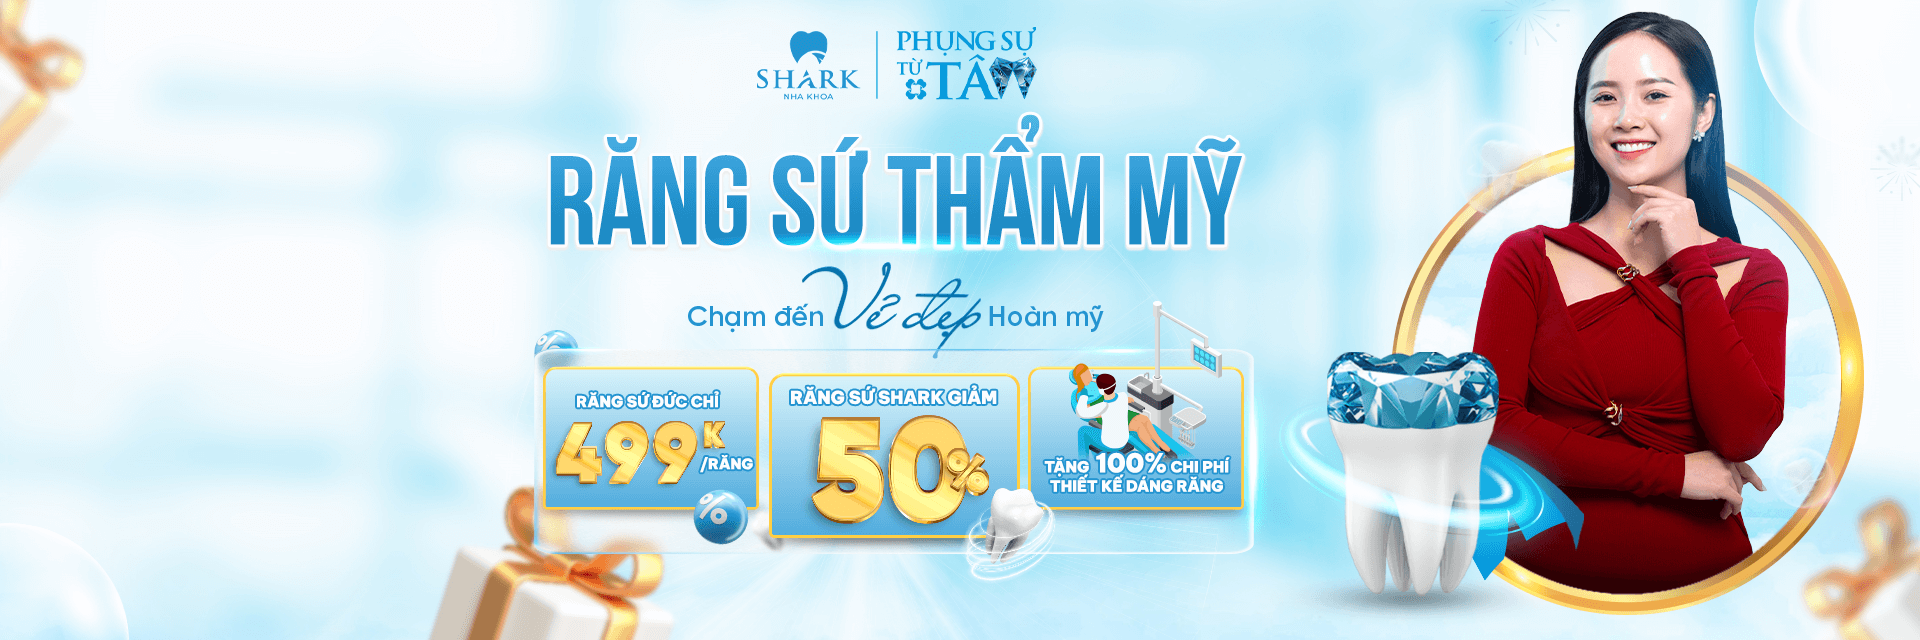 SHARK
NHA KHOA
PHỤNG SỰ
TỪ TÂM
RĂNG SỨ THẨM MỸ
Chạm đến Vẻ đẹp Hoàn mỹ
RĂNG SỨ ĐỨC CHỈ
499K
/RĂNG
RĂNG SỨ SHARK GIẢM
50%
TẶNG 100% CHI PHÍ
THIẾT KẾ DÁNG RĂNG
%
%